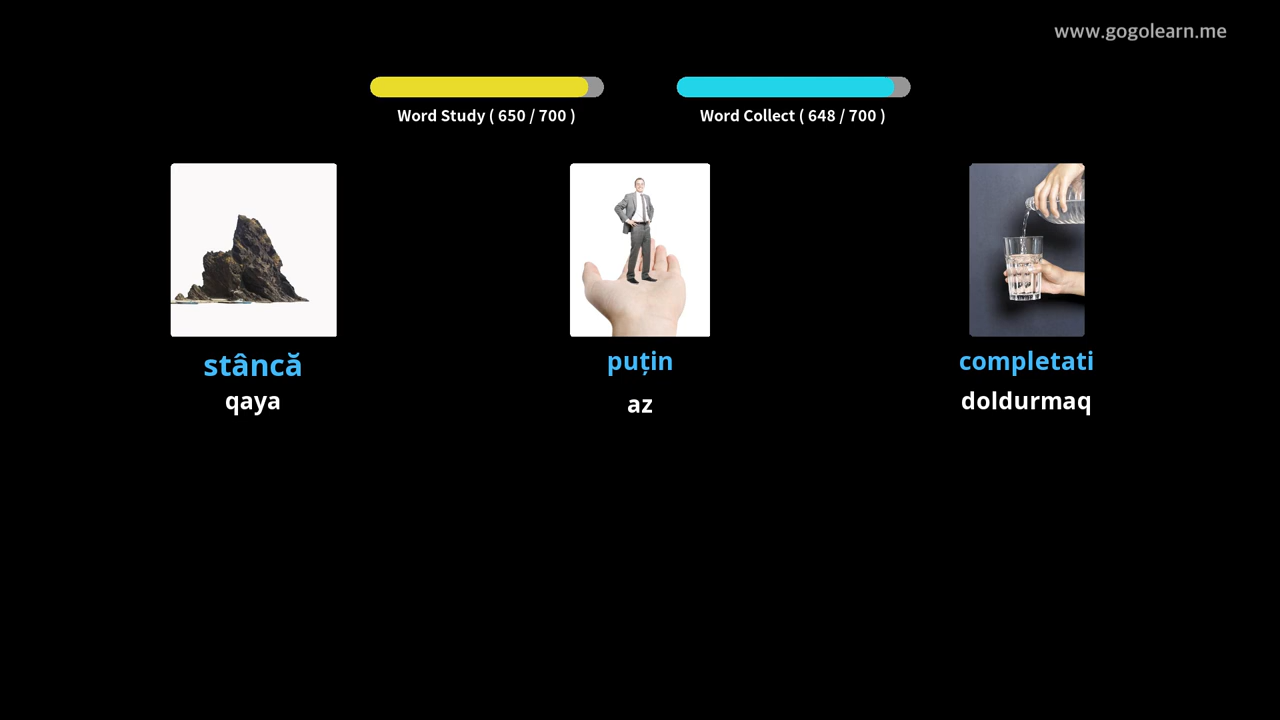 www.gogolearn.me
Word Study ( 650 / 700 )
Word Collect ( 648 / 700 )
stâncă
qaya
puțin
az
completati
doldurmaq